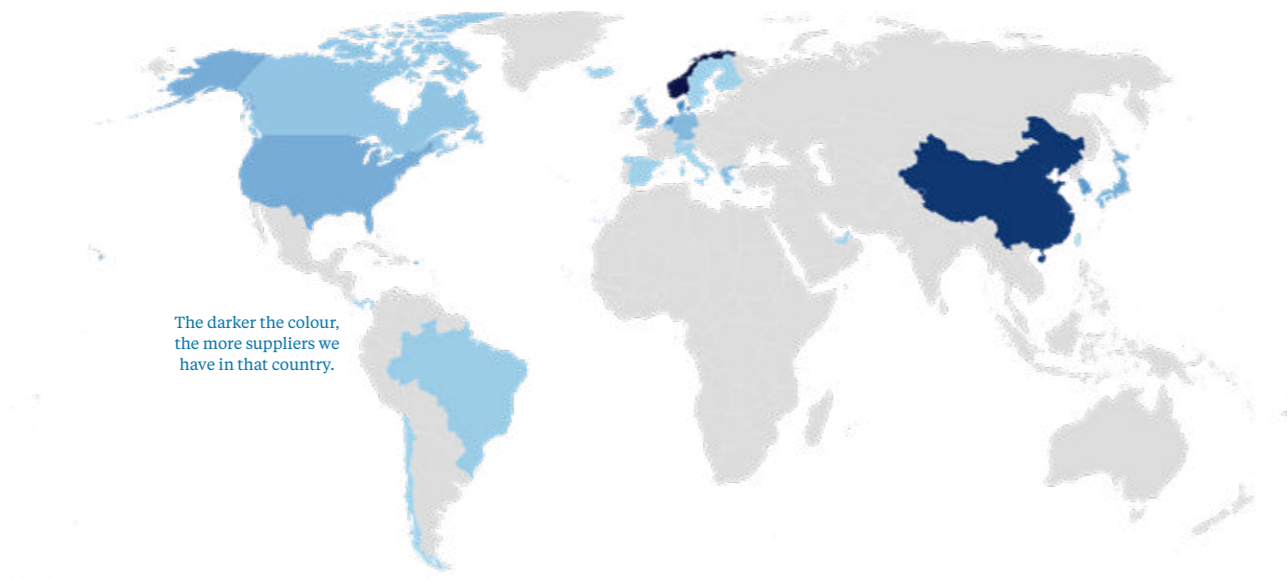 The darker the colour,
the more suppliers we
have in that country.